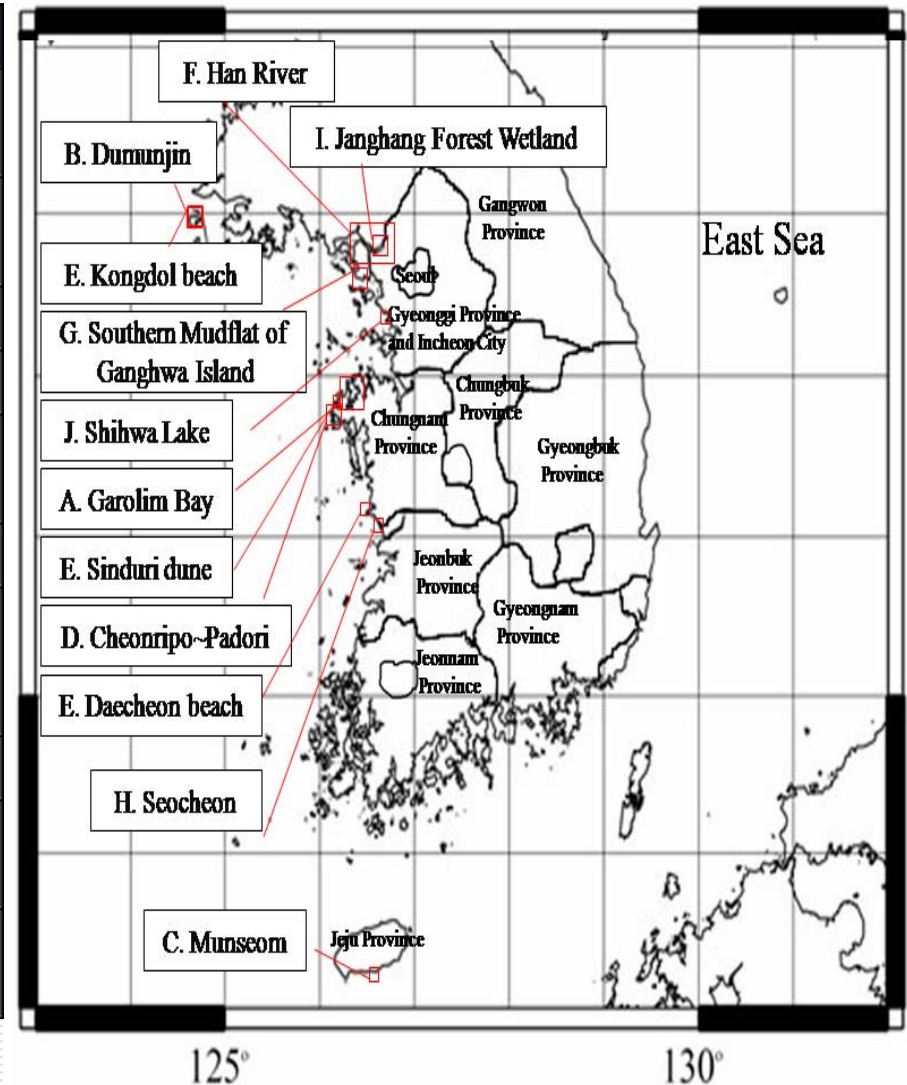 F. Han River
I. Janghang Forest Wetland
B. Dumunjin
Gangwon
Province
East Sea
E. Kongdol beach
Seoul
G. Southern Mudflat of
Ganghwa Island
Gyeonggi Province
and Incheon City
J. Shihwa Lake
Chungbuk
Province
Chungnam
Province
Gyeongbuk
Province
A. Garolim Bay
E. Sinduri dune
Jeonbuk
Province
D. Cheonripo~Padori
Gyeongnam
Province
Jeonnam
Province
E. Daecheon beach
H. Seocheon
C. Munseom
Jeju Province
125°
130°